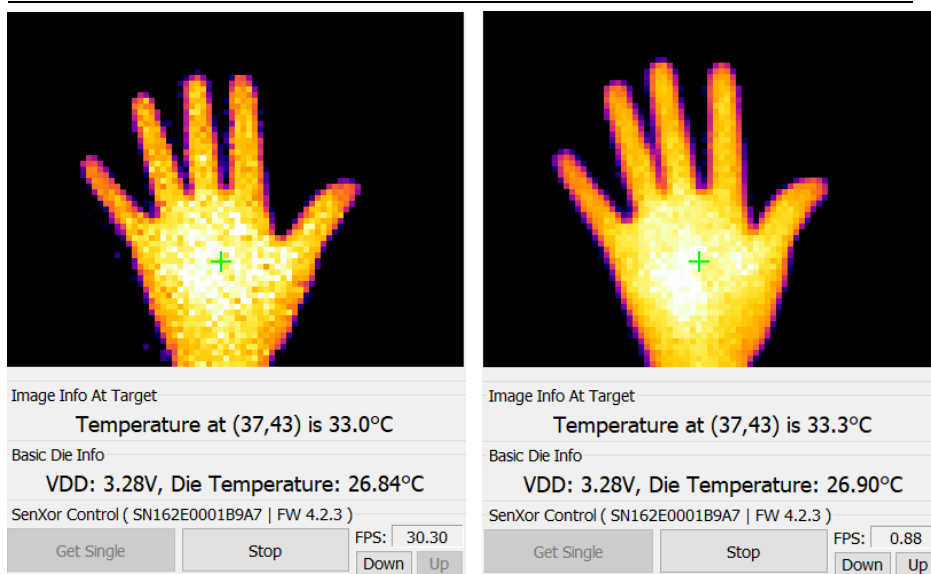 Image Info At Target
Temperature at (37,43) is 33.0°C
Basic Die Info
VDD: 3.28V, Die Temperature: 26.84°C
SenXor Control ( SN162E0001B9A7 | FW 4.2.3 )
Get Single
Stop
FPS: 30.30
Down Up
Image Info At Target
Temperature at (37,43) is 33.3°C
Basic Die Info
VDD: 3.28V, Die Temperature: 26.90°C
SenXor Control ( SN162E0001B9A7 | FW 4.2.3 )
Get Single
Stop
FPS: 0.88
Down Up